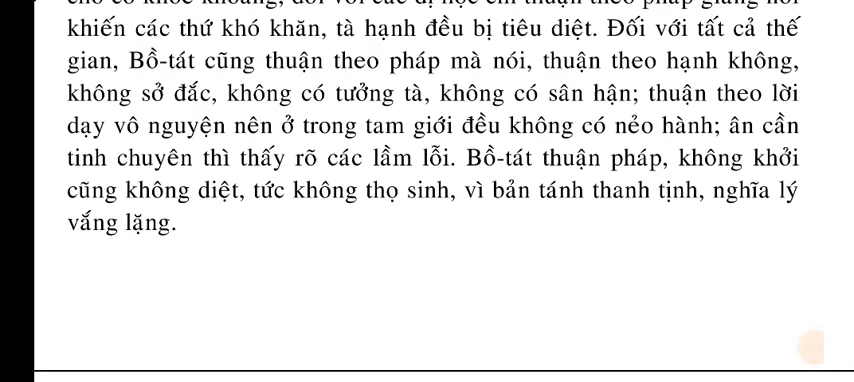 khiến các thứ khó khăn, tà hạnh đều bị tiêu diệt. Đối với tất cả thế
gian, Bồ-tát cũng thuận theo pháp mà nói, thuận theo hạnh không,
không sở đắc, không có tưởng tà, không có sân hận; thuận theo lời
dạy vô nguyện nên ở trong tam giới đều không có nẻo hành; ân cần
tinh chuyên thì thấy rõ các lầm lỗi. Bồ-tát thuận pháp, không khởi
cũng không diệt, tức không thọ sinh, vì bản tánh thanh tịnh, nghĩa lý
vắng lặng.